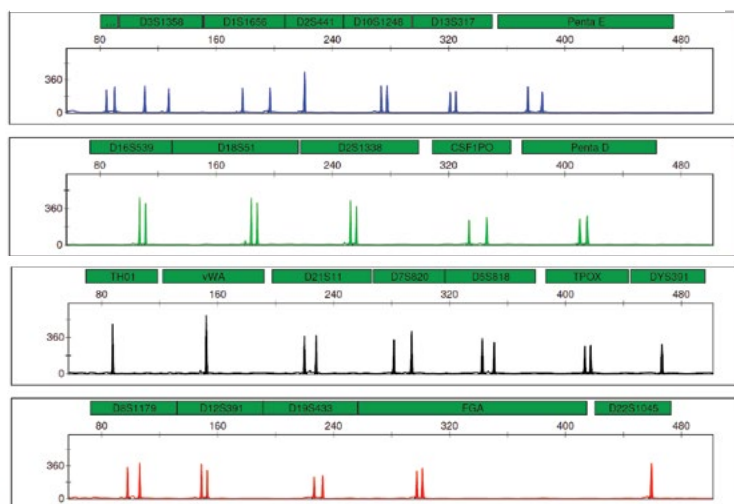 ... D3S1358 D1S1656 D2S441 D10S1248 D13S317 Penta E
80 160 240 320 400 480
360
0
D16S539 D18S51 D2S1338 CSF1PO Penta D
80 160 240 320 400 480
360
0
TH01 vWA D21S11 D7S820 D5S818 TPOX DYS391
80 160 240 320 400 480
360
0
D8S1179 D12S391 D19S433 FGA D22S1045
80 160 240 320 400 480
360
0